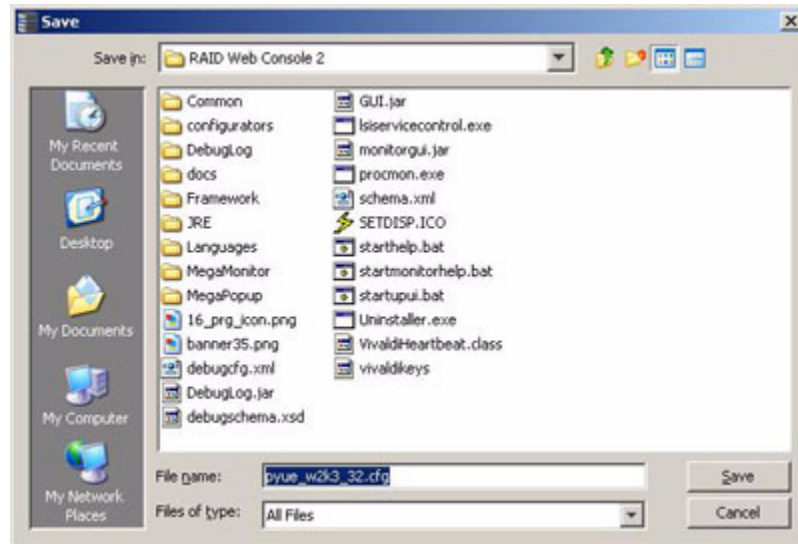 Save
Save in:
RAID Web Console 2
My Recent
Documents
Desktop
My Documents
My Computer
My Network
Places
Common
configurators
DebugLog
docs
Framework
JRE
Languages
MegaMonitor
MegaPopup
16_prg_icon.png
banner35.png
debugcfg.xml
DebugLog.jar
debugschema.xsd
GUI.jar
lsiservicecontrol.exe
monitorgui.jar
procmon.exe
schema.xml
SETDISP.ICO
starthelp.bat
startmonitorhelp.bat
startupui.bat
Uninstaller.exe
VivaldiHeartbeat.class
vivaldikeys
File name:
pyue_w2k3_32.cfg
Save
Files of type:
All Files
Cancel